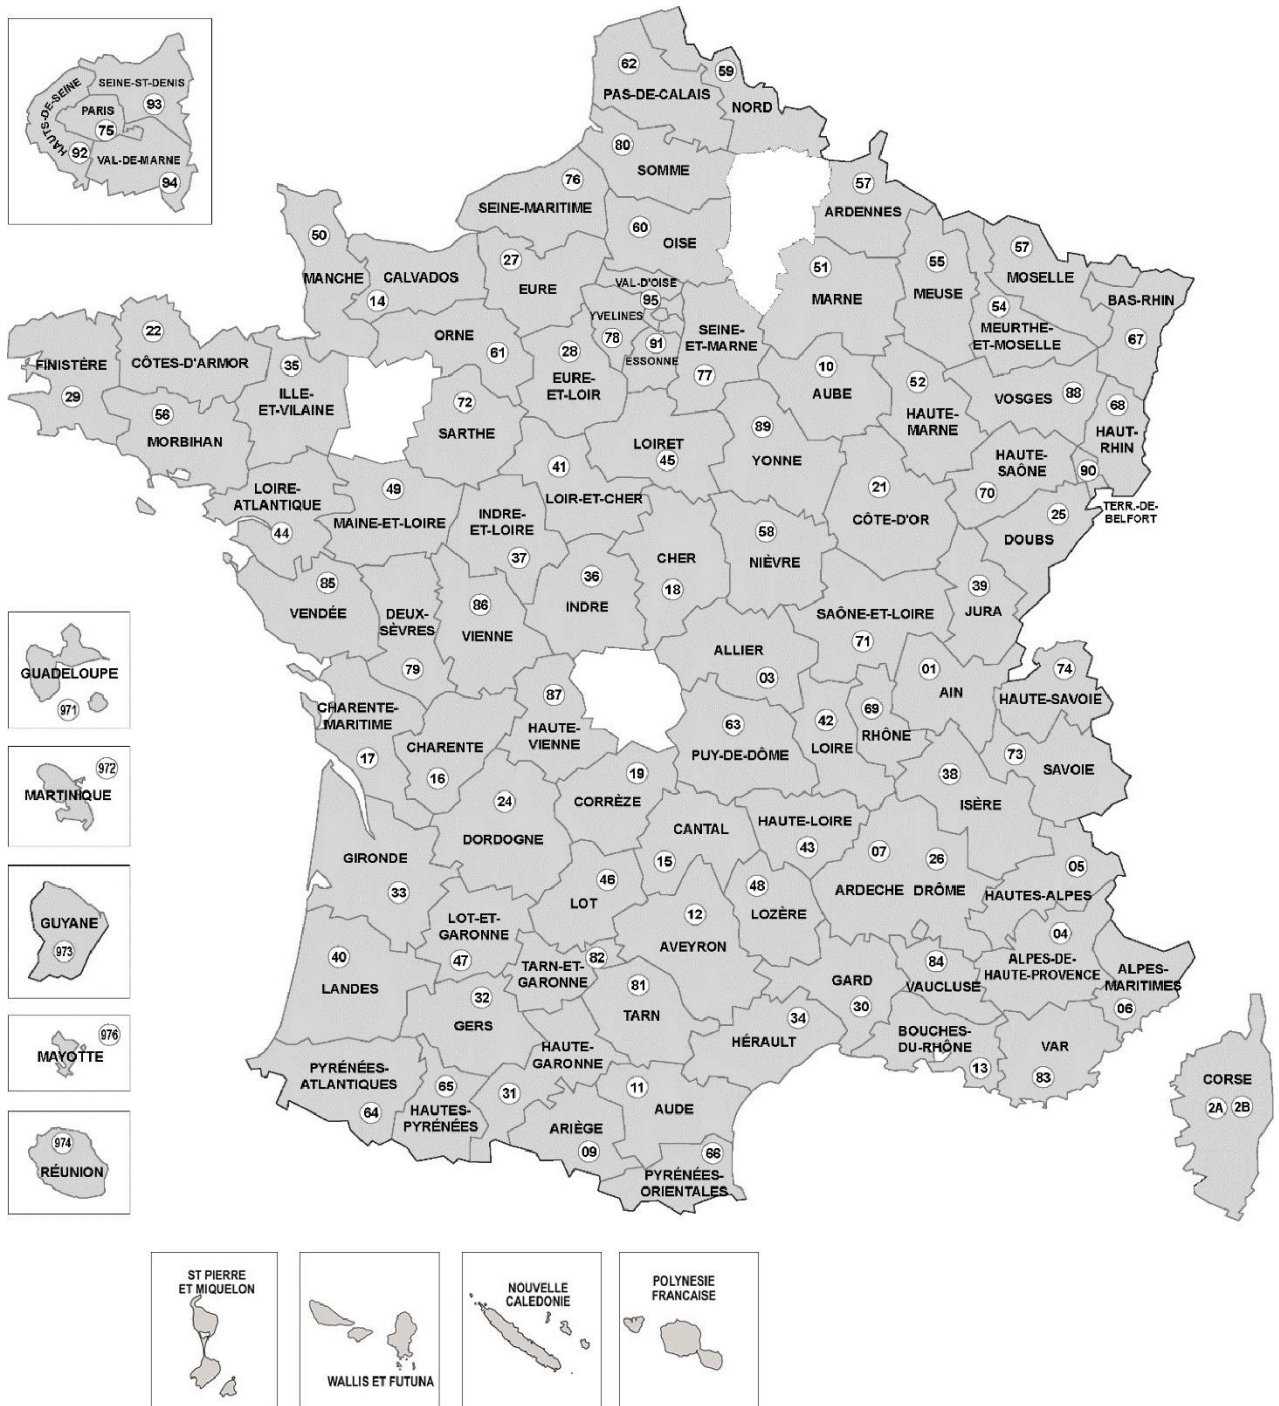 HAUTS-DE-SEINE
SEINE-ST-DENIS
93
PARIS
75
92
VAL-DE-MARNE
94
62
PAS-DE-CALAIS
59
NORD
80
SOMME
76
SEINE-MARITIME
57
ARDENNES
60
OISE
50
MANCHE
CALVADOS
14
27
EURE
VAL-D'OISE
95
51
MARNE
55
MEUSE
57
MOSELLE
54
MEURTHE-
ET-MOSELLE
BAS-RHIN
67
22
CÔTES-D'ARMOR
FINISTÈRE
29
35
ILLE-
ET-VILAINE
56
MORBIHAN
ORNE
61
YVELINES
78
91
ESSONNE
SEINE-
ET-MARNE
77
28
EURE-
ET-LOIR
72
SARTHE
10
AUBE
52
HAUTE-
MARNE
VOSGES
88
68
HAUT-
RHIN
LOIRET
45
89
YONNE
41
LOIR-ET-CHER
HAUTE-
SAÔNE
70
90
TERR.-DE-
BELFORT
LOIRE-
ATLANTIQUE
44
49
MAINE-ET-LOIRE
INDRE-
ET-LOIRE
37
21
CÔTE-D'OR
25
DOUBS
58
NIÈVRE
CHER
18
36
INDRE
85
VENDÉE
DEUX-
SÈVRES
79
86
VIENNE
39
JURA
SAÔNE-ET-LOIRE
71
ALLIER
03
01
AIN
74
HAUTE-SAVOIE
GUADELOUPE
971
CHARENTE-
MARITIME
17
CHARENTE
16
87
HAUTE-
VIENNE
63
PUY-DE-DÔME
42
LOIRE
69
RHÔNE
73
SAVOIE
38
ISÈRE
972
MARTINIQUE
19
CORRÈZE
24
DORDOGNE
CANTAL
15
HAUTE-LOIRE
43
07
ARDECHE
26
DRÔME
05
HAUTES-ALPES
GIRONDE
33
46
LOT
48
LOZÈRE
12
AVEYRON
GUYANE
973
LOT-ET-
GARONNE
47
TARN-ET-
GARONNE
82
40
LANDES
32
GERS
81
TARN
GARD
30
84
VAUCLUSE
04
ALPES-DE-
HAUTE-PROVENCE
ALPES-
MARITIMES
06
976
MAYOTTE
34
HÉRAULT
BOUCHES-
DU-RHÔNE
13
VAR
83
HAUTE-
GARONNE
31
PYRÉNÉES-
ATLANTIQUES
64
65
HAUTES-
PYRÉNÉES
11
AUDE
ARIÈGE
09
66
PYRÉNÉES-
ORIENTALES
CORSE
2A
2B
974
RÉUNION
ST PIERRE
ET MIQUELON
WALLIS ET FUTUNA
NOUVELLE
CALEDONIE
POLYNESIE
FRANCAISE